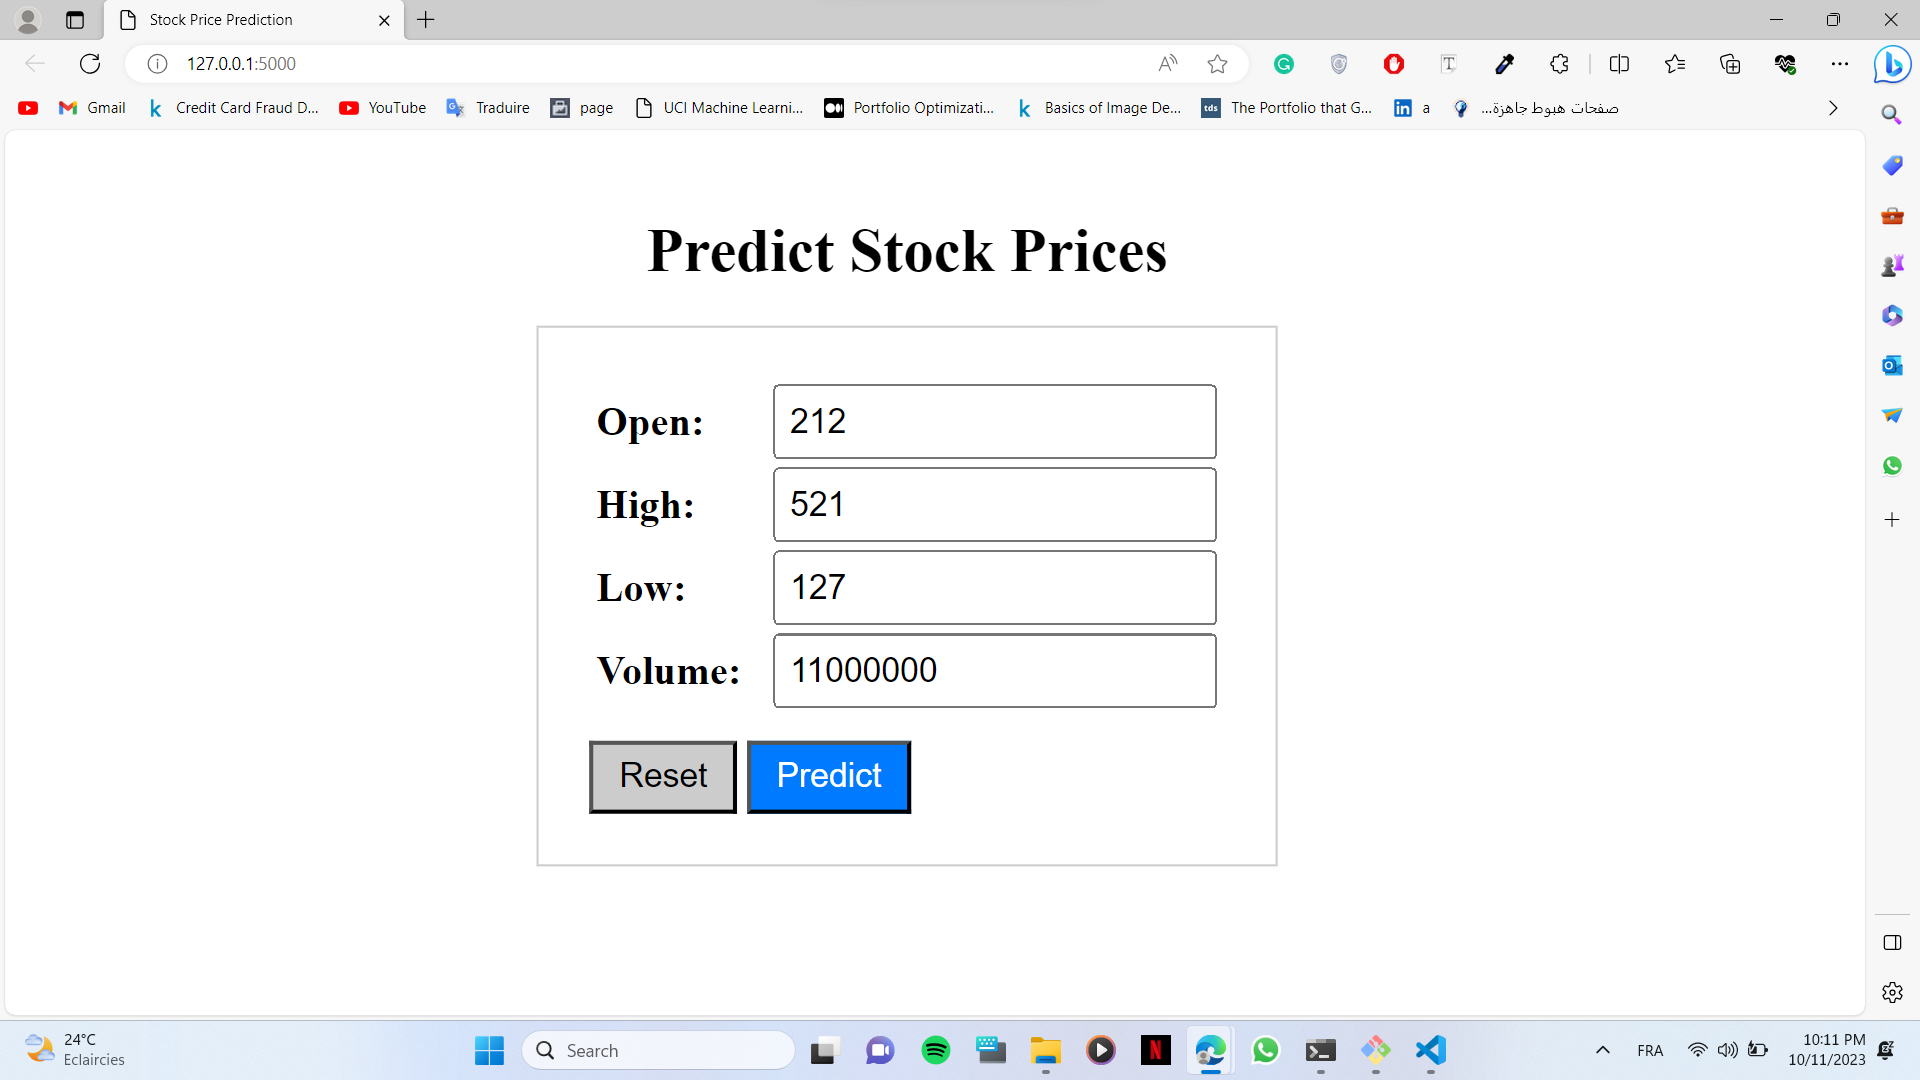 Stock Price Prediction
127.0.0.1:5000
Gmail
Credit Card Fraud D...
YouTube
Traduire
page
UCI Machine Learni...
Portfolio Optimizati...
Basics of Image De...
tds
The Portfolio that G...
a
صفحات هبوط جاهزة...
Predict Stock Prices
Open: 212
High: 521
Low: 127
Volume: 11000000
Reset Predict
24°C
Eclaircies
Search
FRA
10:11 PM
10/11/2023